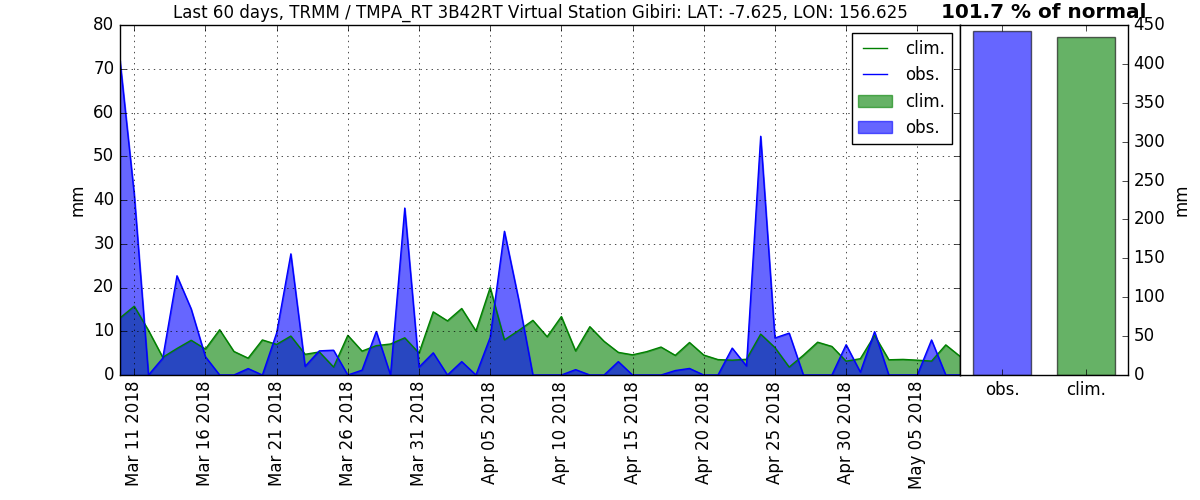 Last 60 days, TRMM / TMPA_RT 3B42RT Virtual Station Gibiri: LAT: -7.625, LON: 156.625
101.7 % of normal
mm
80
70
60
50
40
30
20
10
0
clim.
obs.
clim.
obs.
Mar 11 2018
Mar 16 2018
Mar 21 2018
Mar 26 2018
Mar 31 2018
Apr 05 2018
Apr 10 2018
Apr 15 2018
Apr 20 2018
Apr 25 2018
Apr 30 2018
May 05 2018
450
400
350
300
250
200
150
100
50
0
mm
obs.
clim.